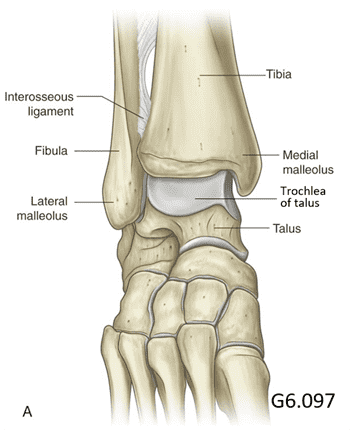 Tibia
Interosseous
ligament
Fibula
Medial
malleolus
Lateral
malleolus
Trochlea
of talus
Talus
A
G6.097